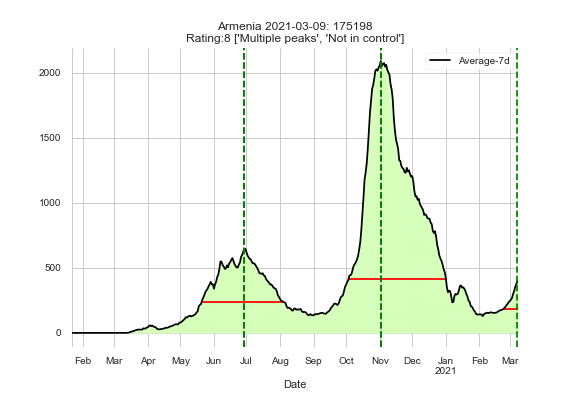 Armenia 2021-03-09: 175198
Rating:8 ['Multiple peaks', 'Not in control']
Average-7d
2000
1500
1000
500
0
Feb Mar Apr May Jun Jul Aug Sep Oct Nov Dec Jan Feb Mar
2021
Date